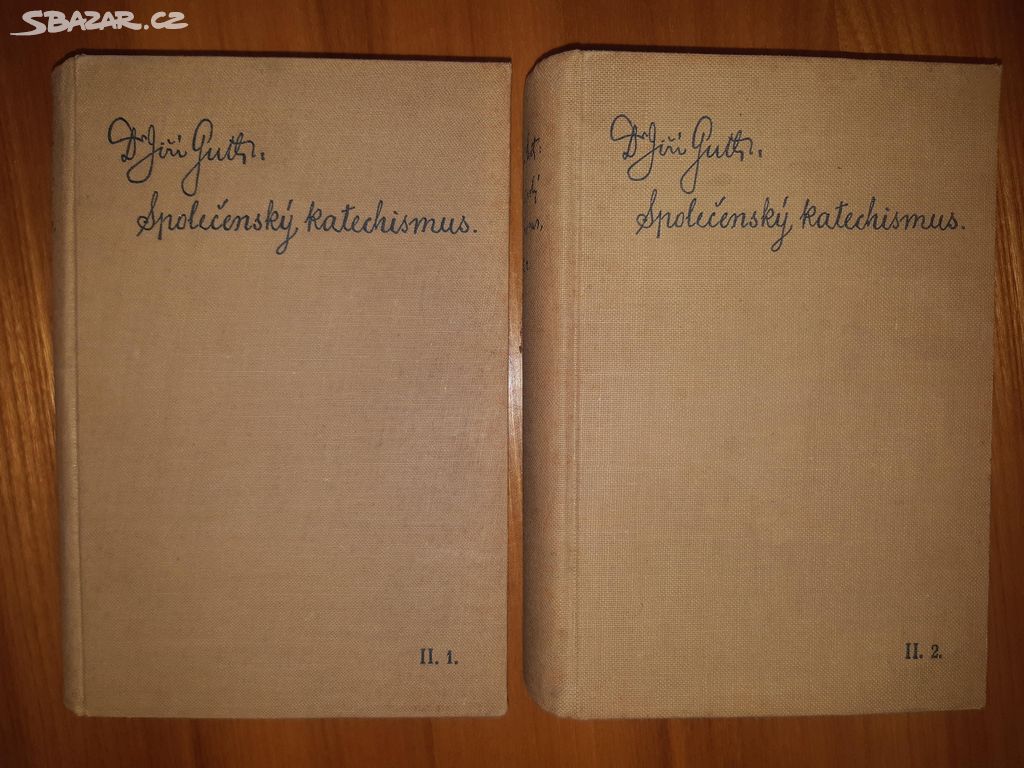 SBAZAR.CZ
Dr Jiří Guth.
Společenský katechismus.
II. 1.
Dr Jiří Guth.
Společenský katechismus.
II. 2.